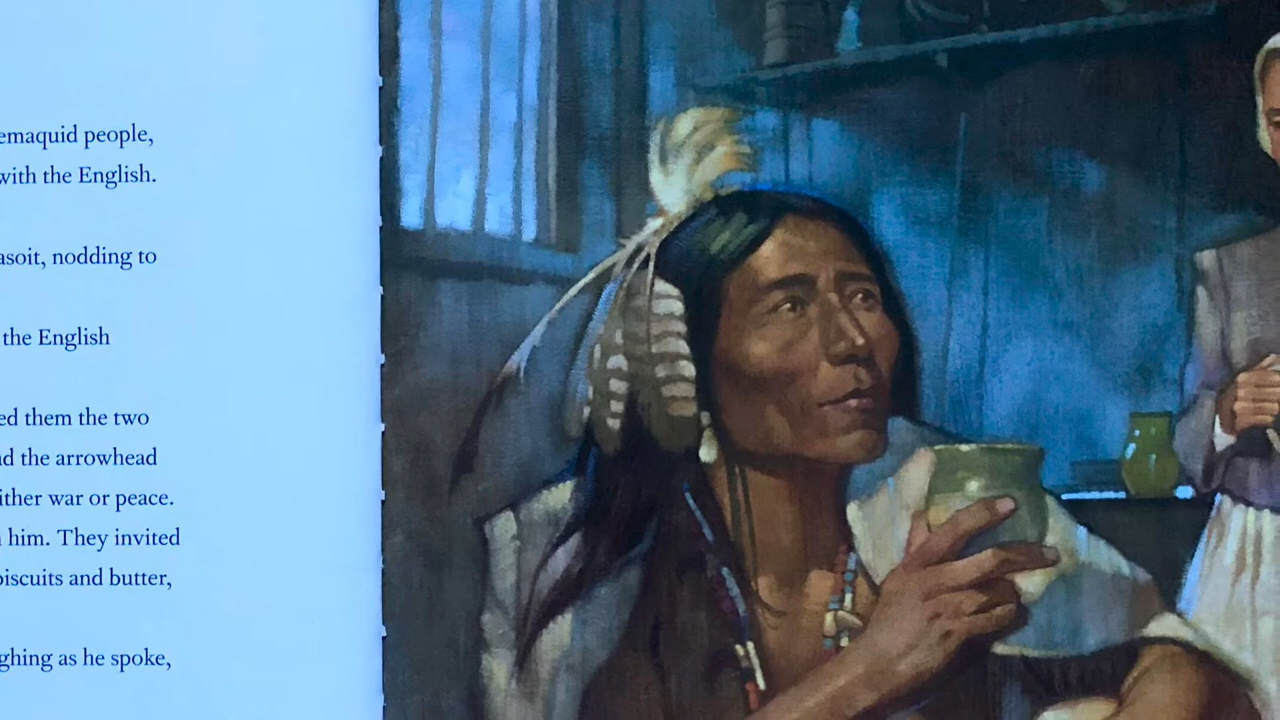 emaquid people,
with the English.
asoit, nodding to
the English
ed them the two
d the arrowhead
ither war or peace.
him. They invited
biscuits and butter,
ghing as he spoke,